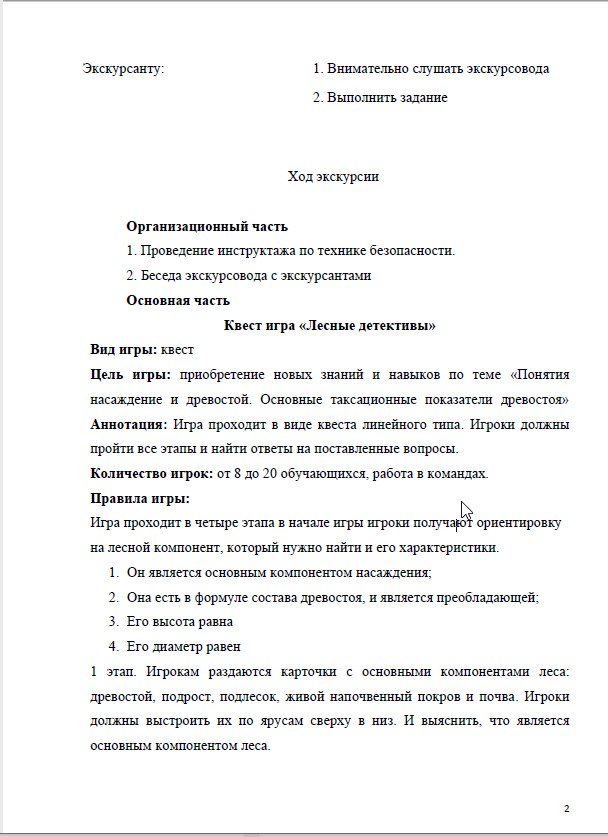 Экскурсанту: 1. Внимательно слушать экскурсовода
2. Выполнить задание
Ход экскурсии
Организационный часть
1. Проведение инструктажа по технике безопасности.
2. Беседа экскурсовода с экскурсантами
Основная часть
Квест игра «Лесные детективы»
Вид игры: квест
Цель игры: приобретение новых знаний и навыков по теме «Понятия
насаждение и древостой. Основные таксационные показатели древостоя»
Аннотация: Игра проходит в виде квеста линейного типа. Игроки должны
пройти все этапы и найти ответы на поставленные вопросы.
Количество игрок: от 8 до 20 обучающихся, работа в командах.
Правила игры:
Игра проходит в четыре этапа в начале игры игроки получают ориентировку
на лесной компонент, который нужно найти и его характеристики.
1. Он является основным компонентом насаждения;
2. Она есть в формуле состава древостоя, и является преобладающей;
3. Его высота равна
4. Его диаметр равен
1 этап. Игрокам раздаются карточки с основными компонентами леса:
древостой, подрост, подлесок, живой напочвенный покров и почва. Игроки
должны выстроить их по ярусам сверху в низ. И выяснить, что является
основным компонентом леса.
2